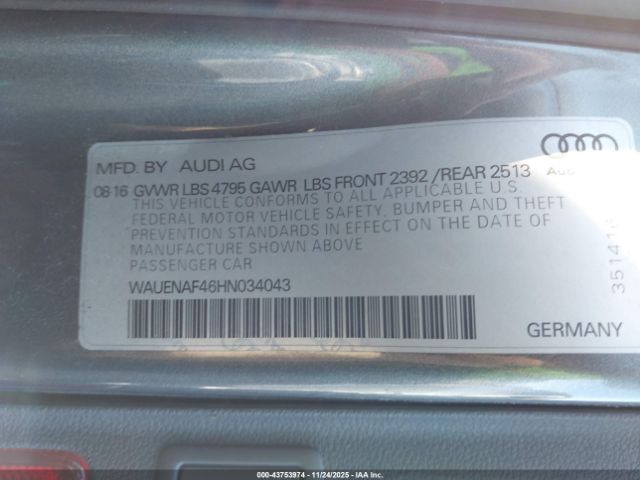 MFD. BY AUDI AG
08 16 GVWR LBS 4795 GAWR LBS FRONT 2392 /REAR 2513
THIS VEHICLE CONFORMS TO ALL APPLICABLE U.S.
FEDERAL MOTOR VEHICLE SAFETY, BUMPER AND THEFT
PREVENTION STANDARDS IN EFFECT ON THE DATE OF
MANUFACTURE SHOWN ABOVE
PASSENGER CAR
WAUENAF46HN034043
GERMANY
00-43753974 - 11/24/2025 - IAA Inc.